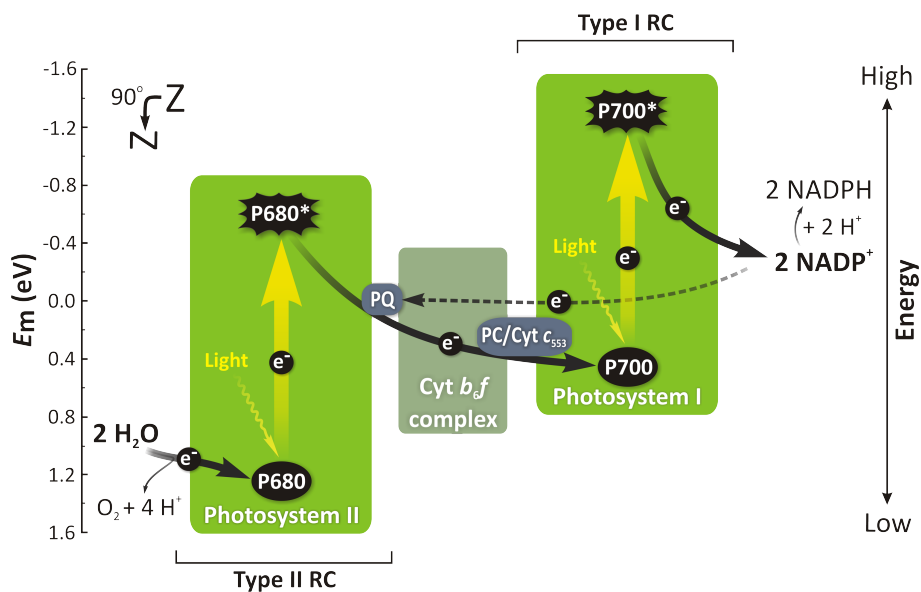 Type I RC
-1.6
-1.2
-0.8
-0.4
0.0
0.4
0.8
1.2
1.6
Em (eV)
90°
Z
Z
P700*
High
P680*
e⁻
2 NADPH
+ 2 H⁺
Light
e⁻
2 NADP⁺
PQ
e⁻
Energy
PC/Cyt c₅₅₃
e⁻
Light
e⁻
P700
Cyt b₆f
complex
Photosystem I
2 H₂O
e⁻
P680
O₂ + 4 H⁺
Photosystem II
Low
Type II RC